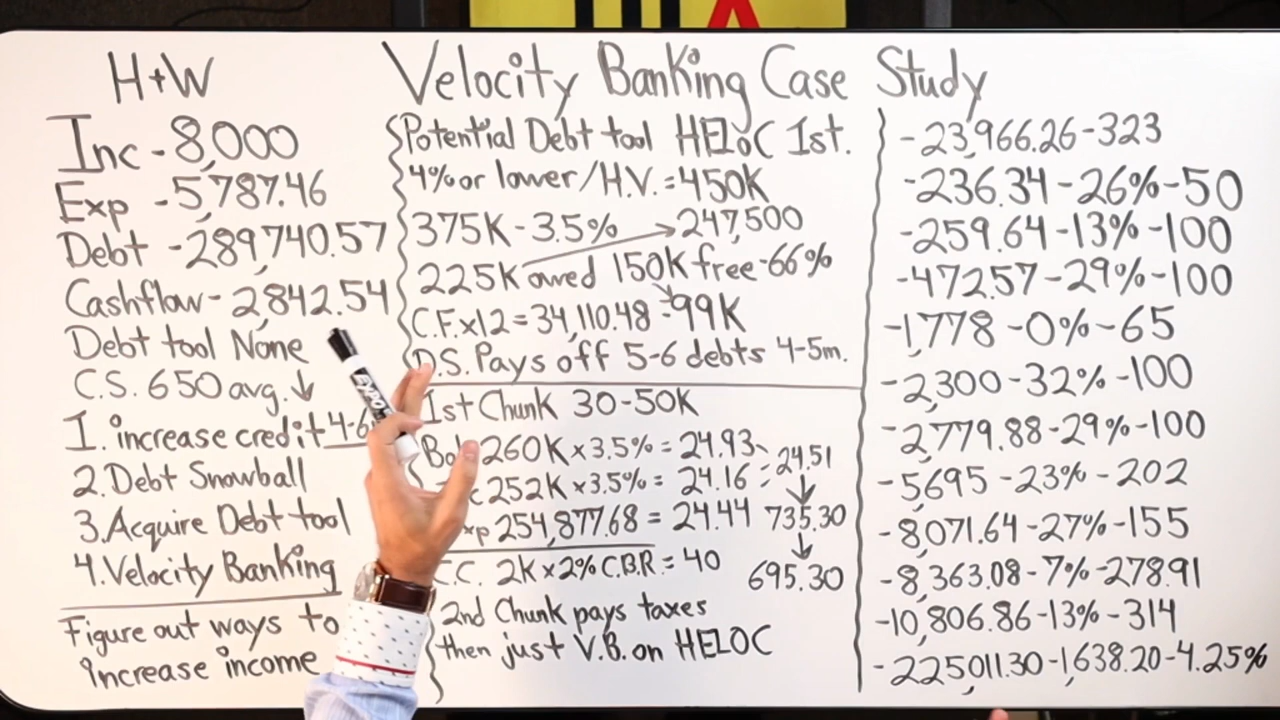 H+W
Inc - 8,000
Exp - 5,787.46
Debt - 289,740.57
Cashflow - 2,842.54
Debt tool None
C.S. 650 avg. ↓
1. increase credit 4-6
2. Debt Snowball
3. Acquire Debt tool
4. Velocity Banking
Figure out ways to
increase income
Velocity Banking Case Study
Potential Debt tool HELOC 1st.
4% or lower/H.V. = 450K
375K - 3.5% → 247,500
225K owed 150K free - 66%
C.F. x 12 = 34,110.48 → 99K
D.S. Pays off 5-6 debts 4-5m.
1st Chunk 30-50K
260K x 3.5% = 24.93
252K x 3.5% = 24.16 = 24.51
254,877.68 = 24.44 735.30
C.C. 2K x 2% C.B.R. = 40 695.30
2nd Chunk pays taxes
then just V.B. on HELOC
- 23,966.26 - 323
- 236.34 - 26% - 50
- 259.64 - 13% - 100
- 472.57 - 29% - 100
- 1,778 - 0% - 65
- 2,300 - 32% - 100
- 2,779.88 - 29% - 100
- 5695 - 23% - 202
- 8,071.64 - 27% - 155
- 8,363.08 - 7% - 278.91
- 10,806.86 - 13% - 314
- 225,011.30 - 1,638.20 - 4.25%
EXPO